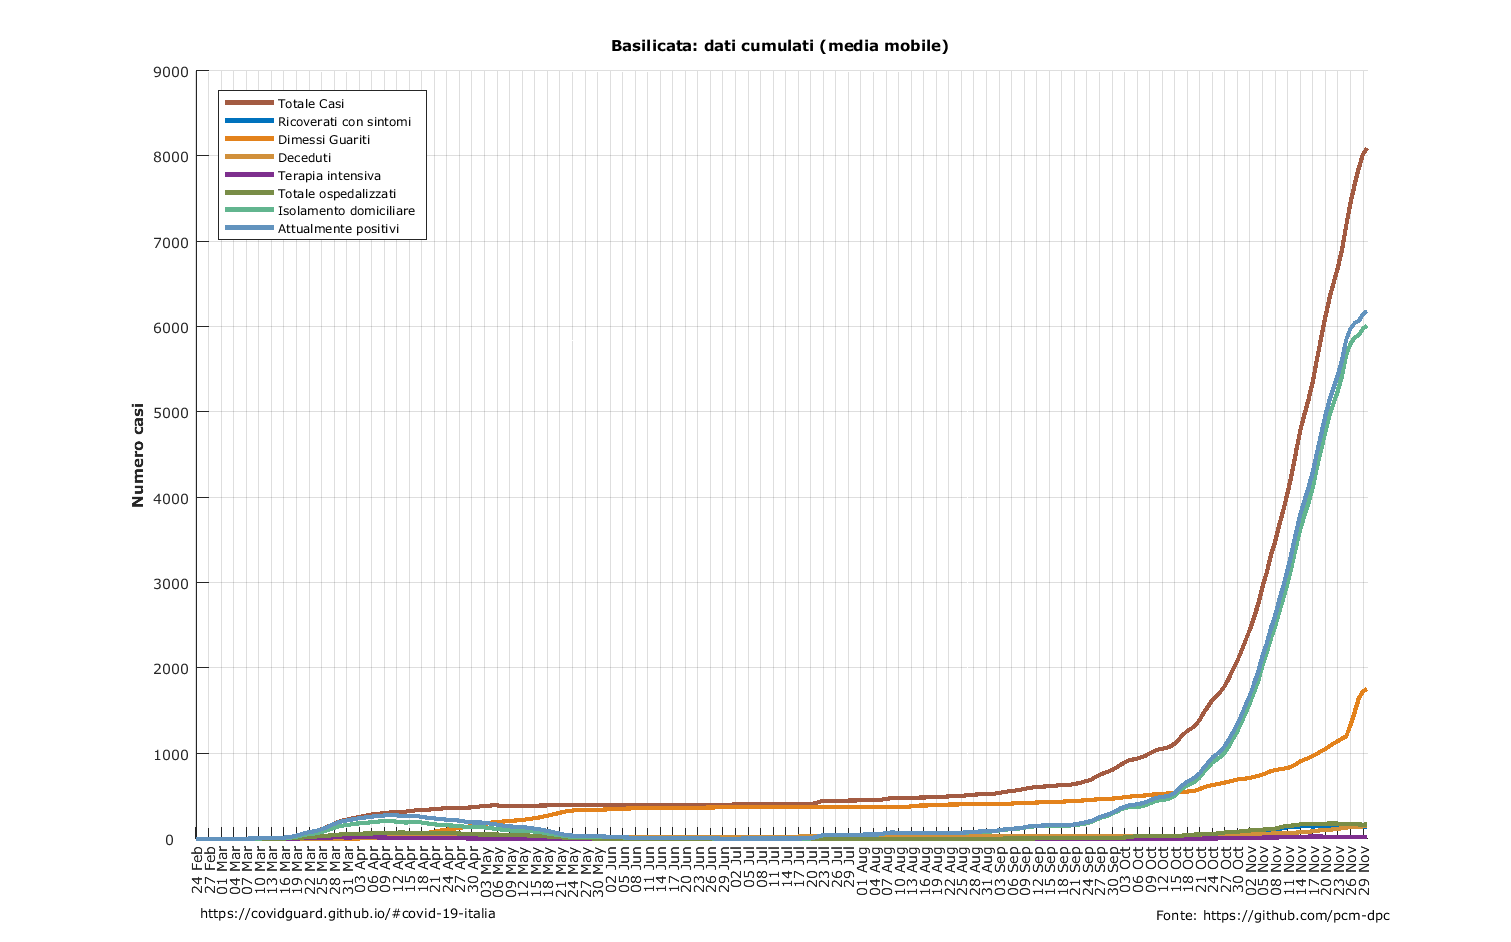 Basilicata: dati cumulati (media mobile)
9000
8000
7000
6000
5000
4000
3000
2000
1000
0
Numero casi
Totale Casi
Ricoverati con sintomi
Dimessi Guariti
Deceduti
Terapia intensiva
Totale ospedalizzati
Isolamento domiciliare
Attualmente positivi
24 Feb
27 Feb
01 Mar
04 Mar
07 Mar
10 Mar
13 Mar
16 Mar
19 Mar
22 Mar
25 Mar
28 Mar
31 Mar
03 Apr
06 Apr
09 Apr
12 Apr
15 Apr
18 Apr
21 Apr
24 Apr
27 Apr
30 Apr
03 May
06 May
09 May
12 May
15 May
18 May
21 May
24 May
27 May
30 May
02 Jun
05 Jun
08 Jun
11 Jun
14 Jun
17 Jun
20 Jun
23 Jun
26 Jun
29 Jun
02 Jul
05 Jul
08 Jul
11 Jul
14 Jul
17 Jul
20 Jul
23 Jul
26 Jul
29 Jul
01 Aug
04 Aug
07 Aug
10 Aug
13 Aug
16 Aug
19 Aug
22 Aug
25 Aug
28 Aug
31 Aug
03 Sep
06 Sep
09 Sep
12 Sep
15 Sep
18 Sep
21 Sep
24 Sep
27 Sep
30 Sep
03 Oct
06 Oct
09 Oct
12 Oct
15 Oct
18 Oct
21 Oct
24 Oct
27 Oct
30 Oct
02 Nov
05 Nov
08 Nov
11 Nov
14 Nov
17 Nov
20 Nov
23 Nov
26 Nov
29 Nov
https://covidguard.github.io/#covid-19-italia
Fonte: https://github.com/pcm-dpc